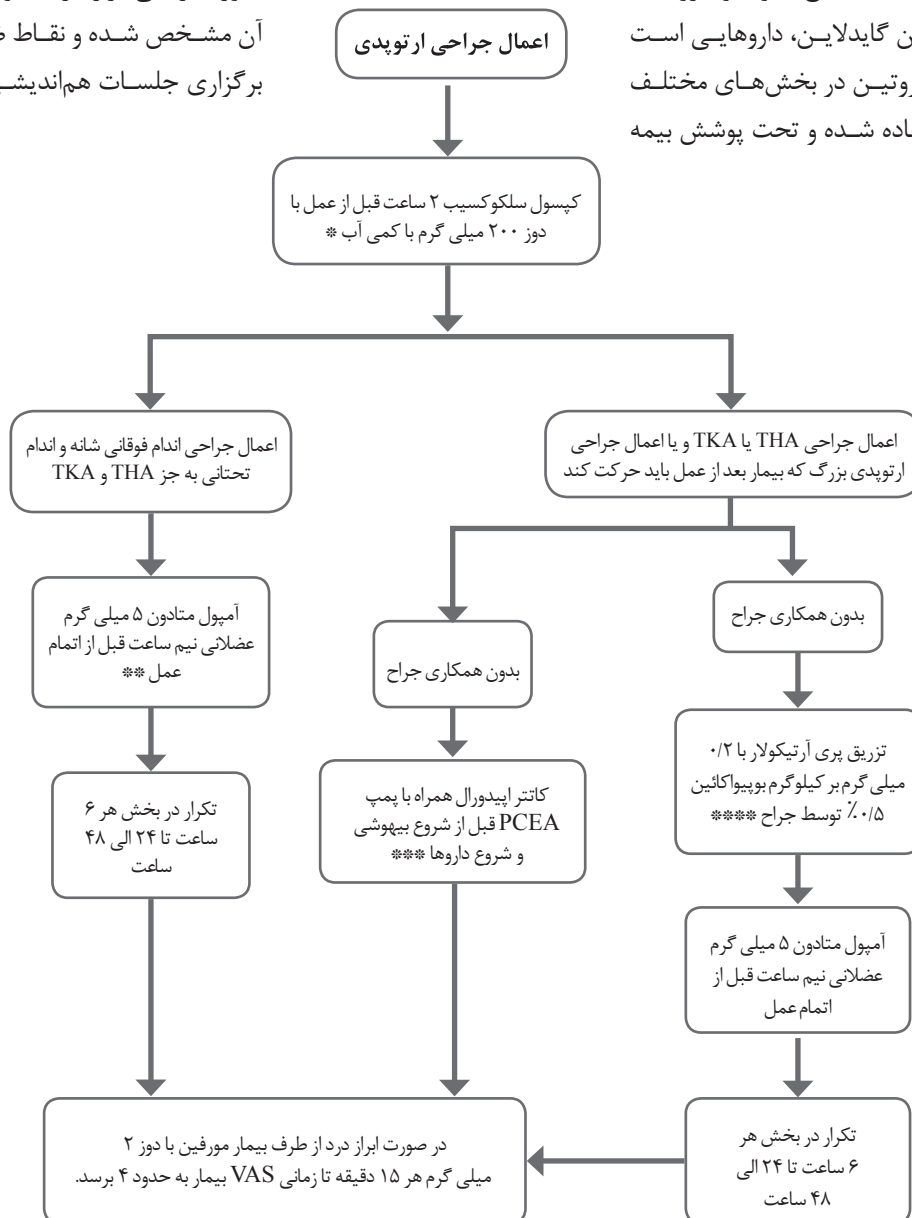 ن گایدلاین، داروهایی است
روتین در بخش‌های مختلف
اده شده و تحت پوشش بیمه
آن مشخص شده و نقاط
برگزاری جلسات هم‌اندیشـ
اعمال جراحی ارتوپدی
کپسول سلکوکسیب ۲ ساعت قبل از عمل با
دوز ۲۰۰ میلی گرم با کمی آب *
اعمال جراحی THA یا TKA و یا اعمال جراحی
ارتوپدی بزرگ که بیمار بعد از عمل باید حرکت کند
اعمال جراحی اندام فوقانی شانه و اندام
تحتانی به جز THA و TKA
بدون همکاری جراح
بدون همکاری جراح
آمپول متادون ۵ میلی گرم
عضلانی نیم ساعت قبل از اتمام
عمل **
تزریق پری آرتیکولار با ۰/۲
میلی گرم بر کیلوگرم بوپیواکائین
۰/۵٪ توسط جراح ****
کاتتر اپیدورال همراه با پمپ
PCEA قبل از شروع بیهوشی
و شروع داروها ***
تکرار در بخش هر ۶
ساعت تا ۲۴ الی ۴۸
ساعت
آمپول متادون ۵ میلی گرم
عضلانی نیم ساعت قبل از
اتمام عمل
تکرار در بخش هر
۶ ساعت تا ۲۴ الی
۴۸ ساعت
در صورت ابراز درد از طرف بیمار مورفین با دوز ۲
میلی گرم هر ۱۵ دقیقه تا زمانی VAS بیمار به حدود ۴ برسد.